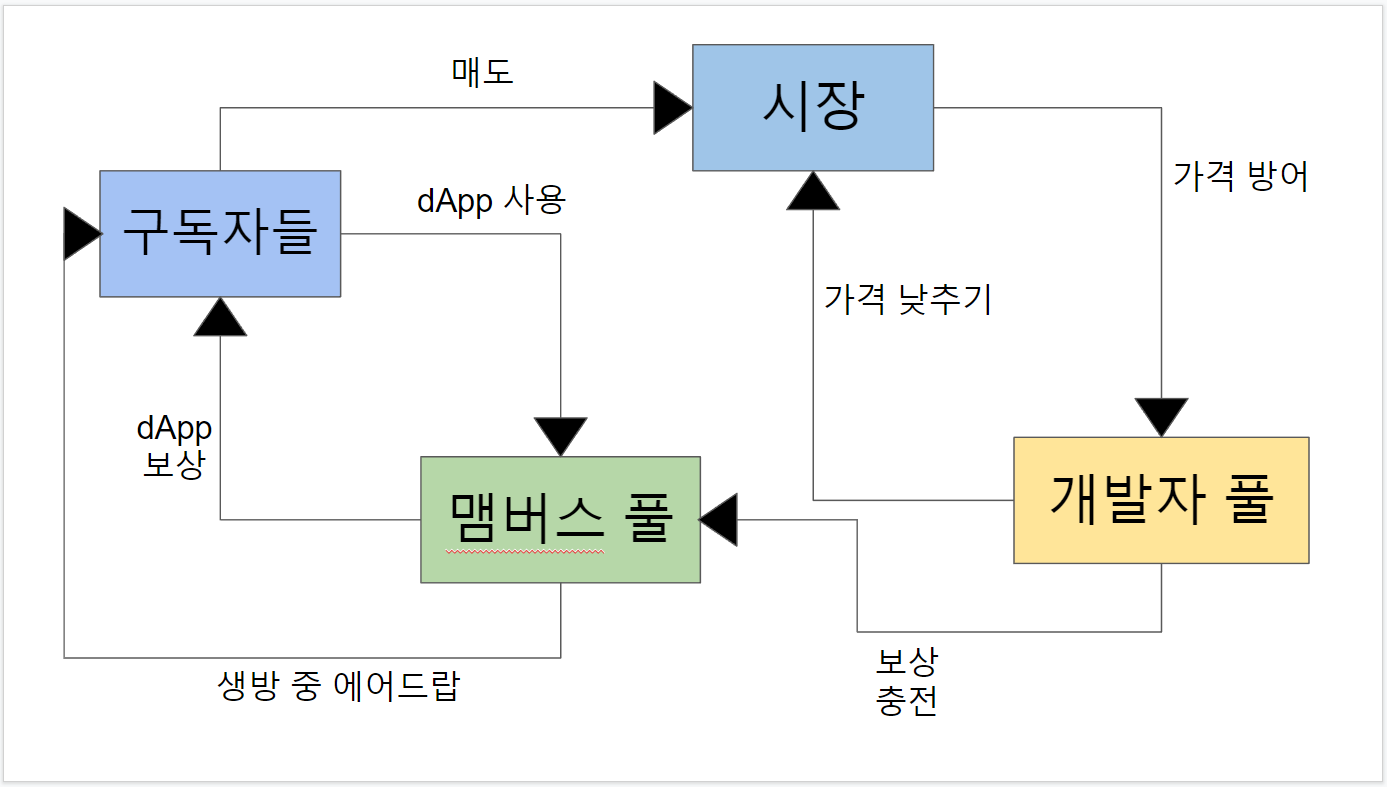 매도
시장
가격 방어
구독자들
dApp 사용
가격 낮추기
dApp
보상
맴버스 풀
개발자 풀
생방 중 에어드랍
보상
충전